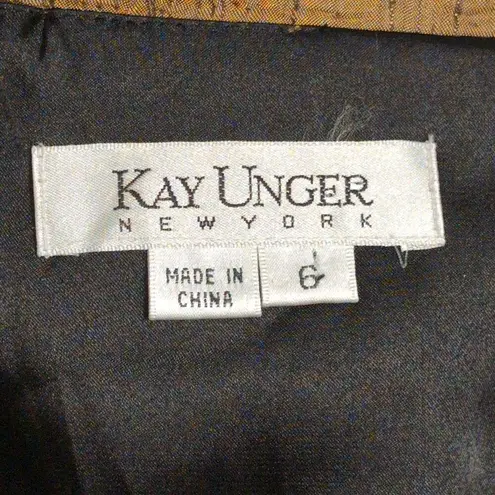 KAY UNGER
NEW YORK
MADE IN
CHINA
6